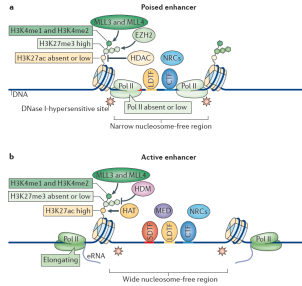 a
Poised enhancer
MLL3 and MLL4
H3K4me1 and H3K4me2
H3K27me3 high
EZH2
H3K27ac absent or low
HDAC
NRCs
LDTF
Pol II
Pol II
DNA
DNase I-hypersensitive site
Pol II absent or low
Narrow nucleosome-free region
b
Active enhancer
MLL3 and MLL4
H3K4me1 and H3K4me2
H3K27me3 absent or low
HDM
H3K27ac high
HAT
MED
NRCs
LDTF
Pol II
Pol II
Elongating
eRNA
Wide nucleosome-free region